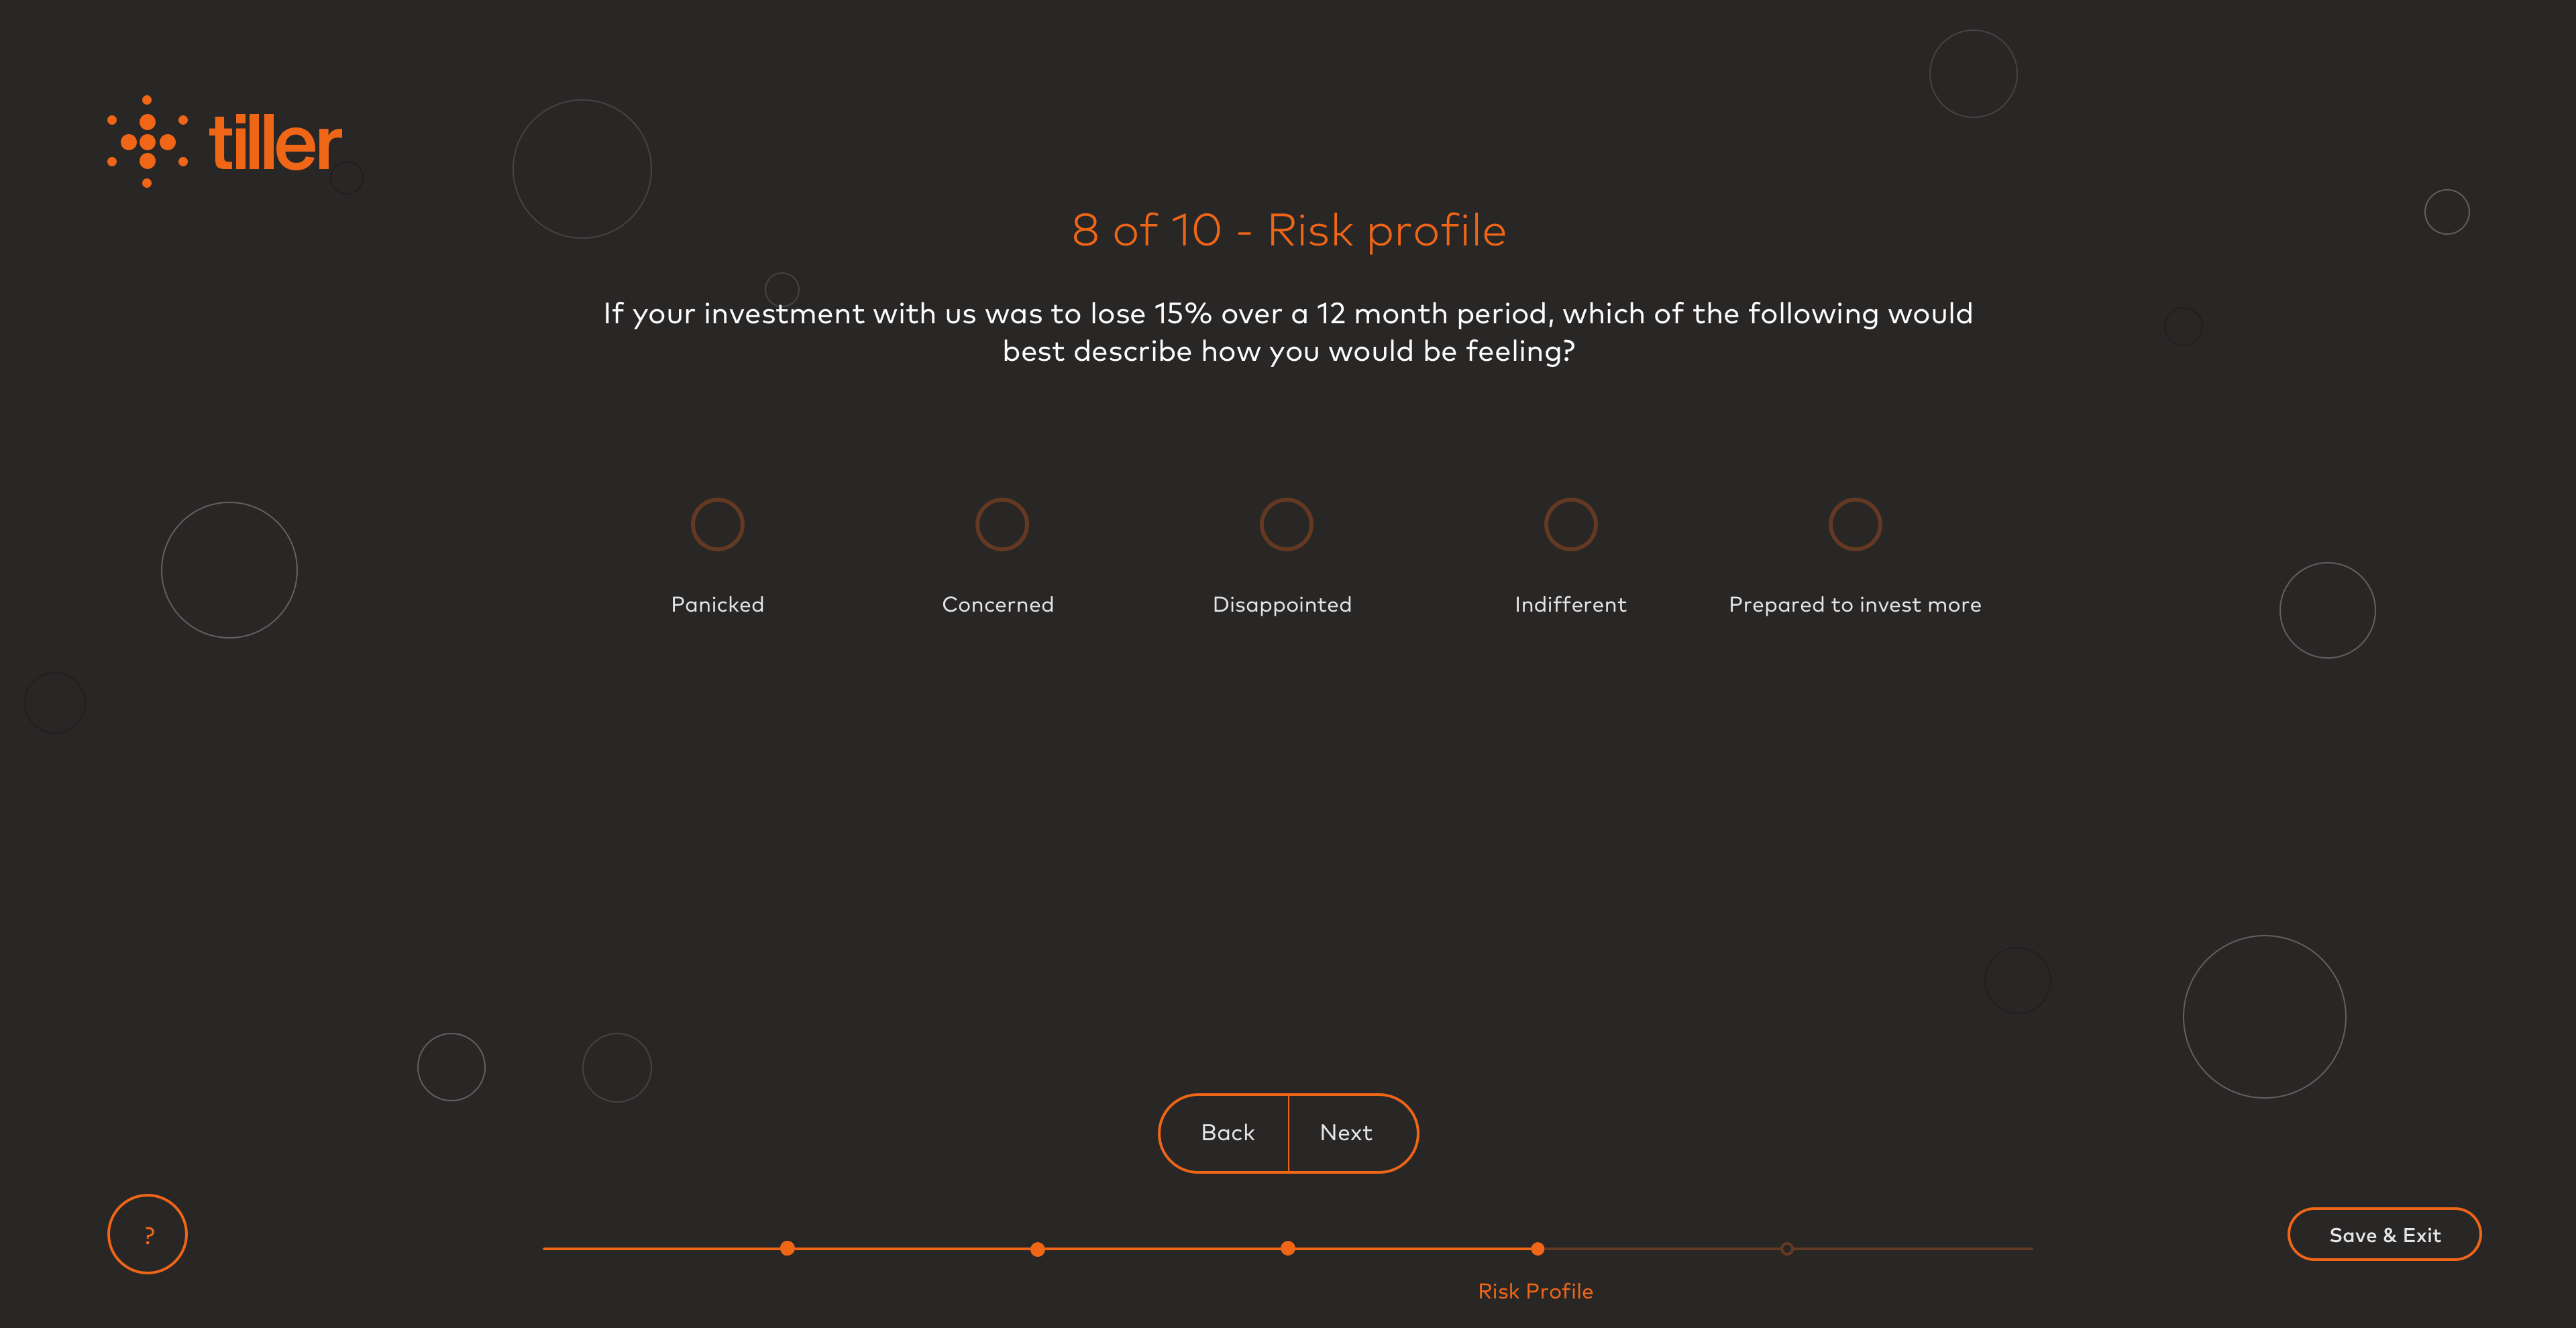 tiller
8 of 10 - Risk profile
If your investment with us was to lose 15% over a 12 month period, which of the following would
best describe how you would be feeling?
Panicked
Concerned
Disappointed
Indifferent
Prepared to invest more
Back
Next
?
Save & Exit
Risk Profile